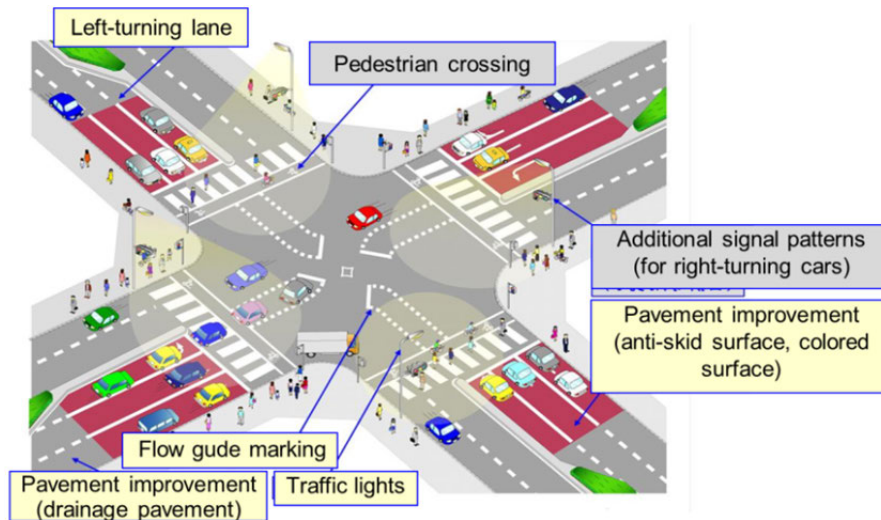 Left-turning lane
Pedestrian crossing
Additional signal patterns
(for right-turning cars)
Pavement improvement
(anti-skid surface, colored
surface)
Flow gude marking
Pavement improvement
(drainage pavement)
Traffic lights